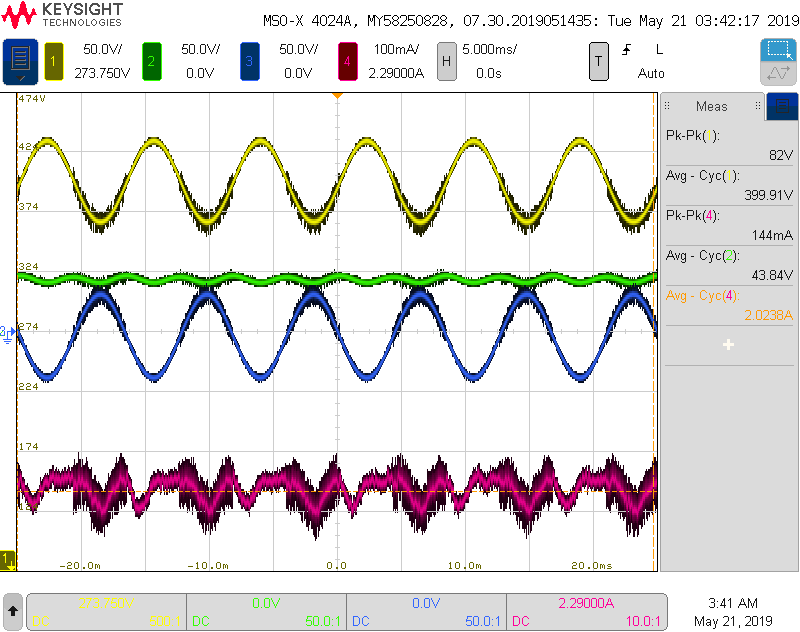 KEYSIGHT
TECHNOLOGIES
MSO-X 4024A, MY58250828, 07.30.2019051435: Tue May 21 03:42:17 2019
1 50.0V/ 273.750V
2 50.0V/ 0.0V
3 50.0V/ 0.0V
4 100mA/ 2.29000A
H 5.000ms/ 0.0s
T L Auto
474V
424
374
324
3 274
224
174
1
-20.0m -10.0m 0.0 10.0m 20.0ms
Meas
Pk-Pk( ):
82V
Avg - Cyc( ):
399.91V
Pk-Pk(4):
144mA
Avg - Cyc(2):
43.84V
Avg - Cyc(4):
2.0238A
273.750V 0.0V 0.0V 2.29000A
DC DC 50.0:1 DC 50.0:1 DC 10.0:1
3:41 AM
May 21, 2019